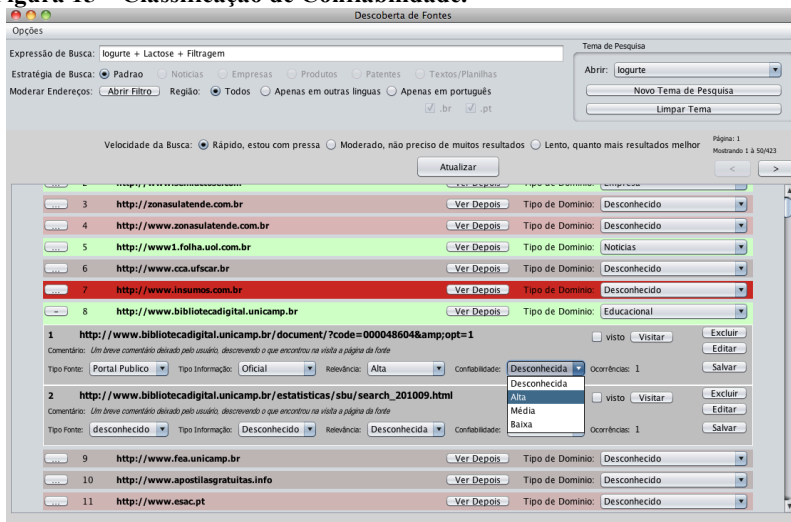 Figura 15 – Classificação de Confiabilidade.
Descoberta de Fontes
Opções
Expressão de Busca: Iogurte + Lactose + Filtragem
Estratégia de Busca: Padrao Noticias Empresas Produtos Patentes Textos/Planilhas
Moderar Endereços: Abrir Filtro Região: Todos Apenas em outras linguas Apenas em português
.br .pt
Tema de Pesquisa
Abrir: Iogurte
Novo Tema de Pesquisa
Limpar Tema
Velocidade da Busca: Rápido, estou com pressa Moderado, não preciso de muitos resultados Lento, quanto mais resultados melhor
Página: 1
Mostrando 1 à 50/423
Atualizar < >
... 2 Ver Depois Tipo de Dominio: Empresa
... 3 http://zonasulatende.com.br Ver Depois Tipo de Dominio: Desconhecido
... 4 http://www.zonasulatende.com.br Ver Depois Tipo de Dominio: Desconhecido
... 5 http://www1.folha.uol.com.br Ver Depois Tipo de Dominio: Noticias
... 6 http://www.cca.ufscar.br Ver Depois Tipo de Dominio: Desconhecido
... 7 http://www.insumos.com.br Ver Depois Tipo de Dominio: Desconhecido
- 8 http://www.bibliotecadigital.unicamp.br Ver Depois Tipo de Dominio: Educacional
1 http://www.bibliotecadigital.unicamp.br/document/?code=000048604&amp;opt=1 visto Visitar Excluir
Comentário: Um breve comentário deixado pelo usuário, descrevendo o que encontrou na visita a página da fonte Editar
Tipo Fonte: Portal Publico Tipo Informação: Oficial Relevância: Alta Confiabilidade: Desconhecida Ocorrências: 1 Salvar
Desconhecida
Alta
Média
Baixa
2 http://www.bibliotecadigital.unicamp.br/estatisticas/sbu/search_201009.html visto Visitar Excluir
Comentário: Um breve comentário deixado pelo usuário, descrevendo o que encontrou na visita a página da fonte Editar
Tipo Fonte: desconhecido Tipo Informação: Desconhecido Relevância: Desconhecida Confiabilidade: Ocorrências: 1 Salvar
... 9 http://www.fea.unicamp.br Ver Depois Tipo de Dominio: Desconhecido
... 10 http://www.apostilasgratuitas.info Ver Depois Tipo de Dominio: Desconhecido
... 11 http://www.esac.pt Ver Depois Tipo de Dominio: Desconhecido